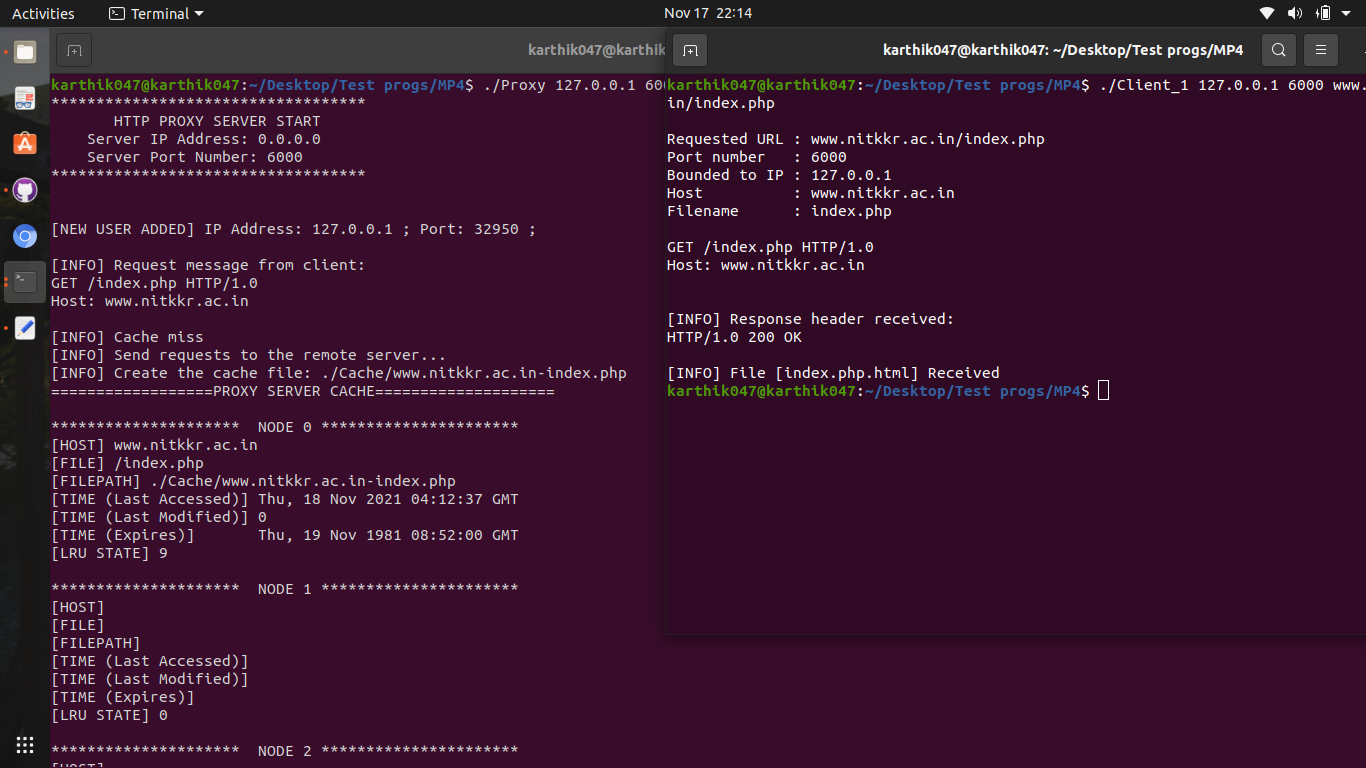 Activities
Terminal
Nov 17 22:14
karthik047@karthik
karthik047@karthik047:~/Desktop/Test progs/MP4$ ./Proxy 127.0.0.1 600
***********************************
HTTP PROXY SERVER START
Server IP Address: 0.0.0.0
Server Port Number: 6000
***********************************
[NEW USER ADDED] IP Address: 127.0.0.1 ; Port: 32950 ;
[INFO] Request message from client:
GET /index.php HTTP/1.0
Host: www.nitkkr.ac.in
[INFO] Cache miss
[INFO] Send requests to the remote server...
[INFO] Create the cache file: ./Cache/www.nitkkr.ac.in-index.php
==================PROXY SERVER CACHE====================
*********************  NODE 0 **********************
[HOST] www.nitkkr.ac.in
[FILE] /index.php
[FILEPATH] ./Cache/www.nitkkr.ac.in-index.php
[TIME (Last Accessed)] Thu, 18 Nov 2021 04:12:37 GMT
[TIME (Last Modified)] 0
[TIME (Expires)]       Thu, 19 Nov 1981 08:52:00 GMT
[LRU STATE] 9
*********************  NODE 1 **********************
[HOST]
[FILE]
[FILEPATH]
[TIME (Last Accessed)]
[TIME (Last Modified)]
[TIME (Expires)]
[LRU STATE] 0
*********************  NODE 2 **********************
[HOST]
karthik047@karthik047: ~/Desktop/Test progs/MP4
karthik047@karthik047:~/Desktop/Test progs/MP4$ ./Client_1 127.0.0.1 6000 www.
in/index.php
Requested URL : www.nitkkr.ac.in/index.php
Port number   : 6000
Bounded to IP : 127.0.0.1
Host          : www.nitkkr.ac.in
Filename      : index.php
GET /index.php HTTP/1.0
Host: www.nitkkr.ac.in
[INFO] Response header received:
HTTP/1.0 200 OK
[INFO] File [index.php.html] Received
karthik047@karthik047:~/Desktop/Test progs/MP4$